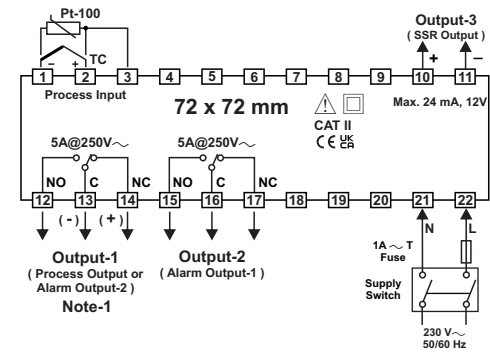 Pt-100
Output-3
( SSR Output )
− + TC
+ −
1 2 3 4 5 6 7 8 9 10 11
Process Input
72 x 72 mm
Max. 24 mA, 12V
CAT II
CE UK CA
5A@250V～
5A@250V～
NO C NC NO C NC
12 13 14 15 16 17 18 19 20 21 22
( - ) ( + )
N L
Output-1
( Process Output or
Alarm Output-2 )
Note-1
Output-2
( Alarm Output-1 )
1A ～ T
Fuse
Supply
Switch
230 V～
50/60 Hz